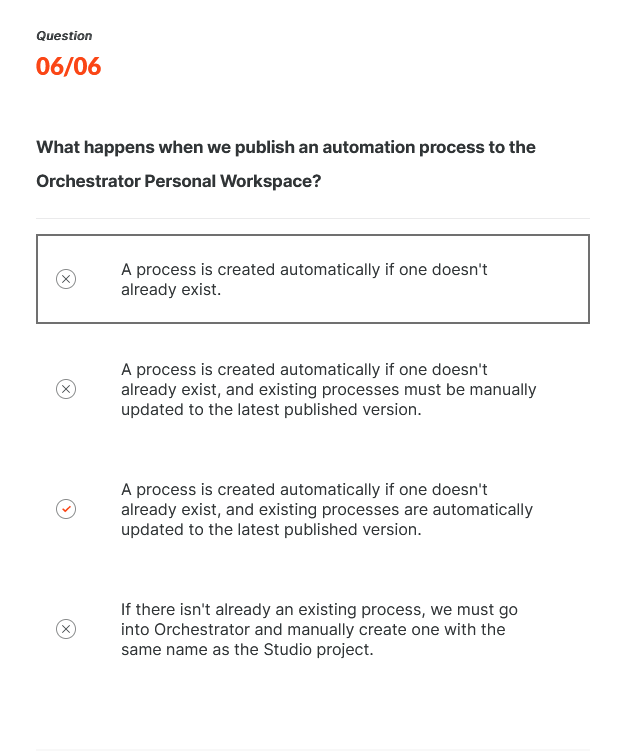 Question
06/06
What happens when we publish an automation process to the
Orchestrator Personal Workspace?
A process is created automatically if one doesn't
already exist.
A process is created automatically if one doesn't
already exist, and existing processes must be manually
updated to the latest published version.
A process is created automatically if one doesn't
already exist, and existing processes are automatically
updated to the latest published version.
If there isn't already an existing process, we must go
into Orchestrator and manually create one with the
same name as the Studio project.